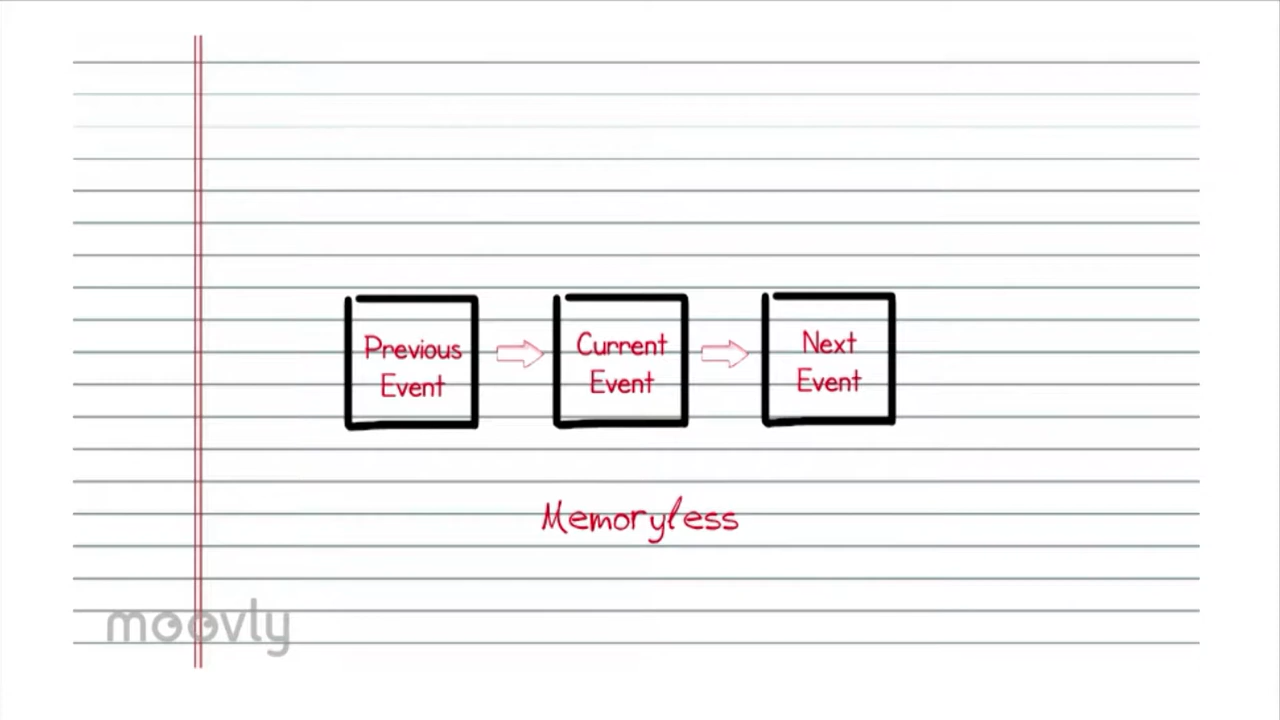 Previous
Event
Current
Event
Next
Event
Memoryless
moovly